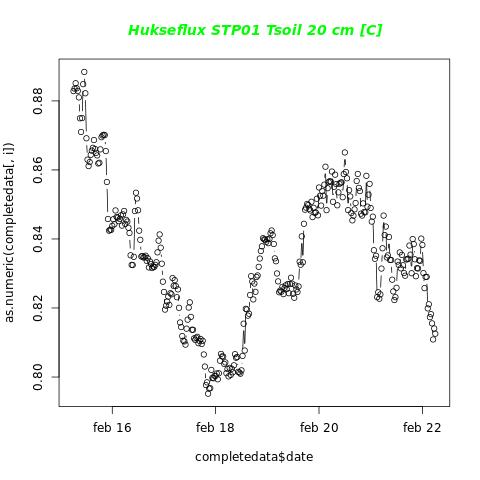 Hukseflux STP01 Tsoil 20 cm [C]
as.numeric(completedata[, i])
0.88
0.86
0.84
0.82
0.80
feb 16
feb 18
feb 20
feb 22
completedata$date